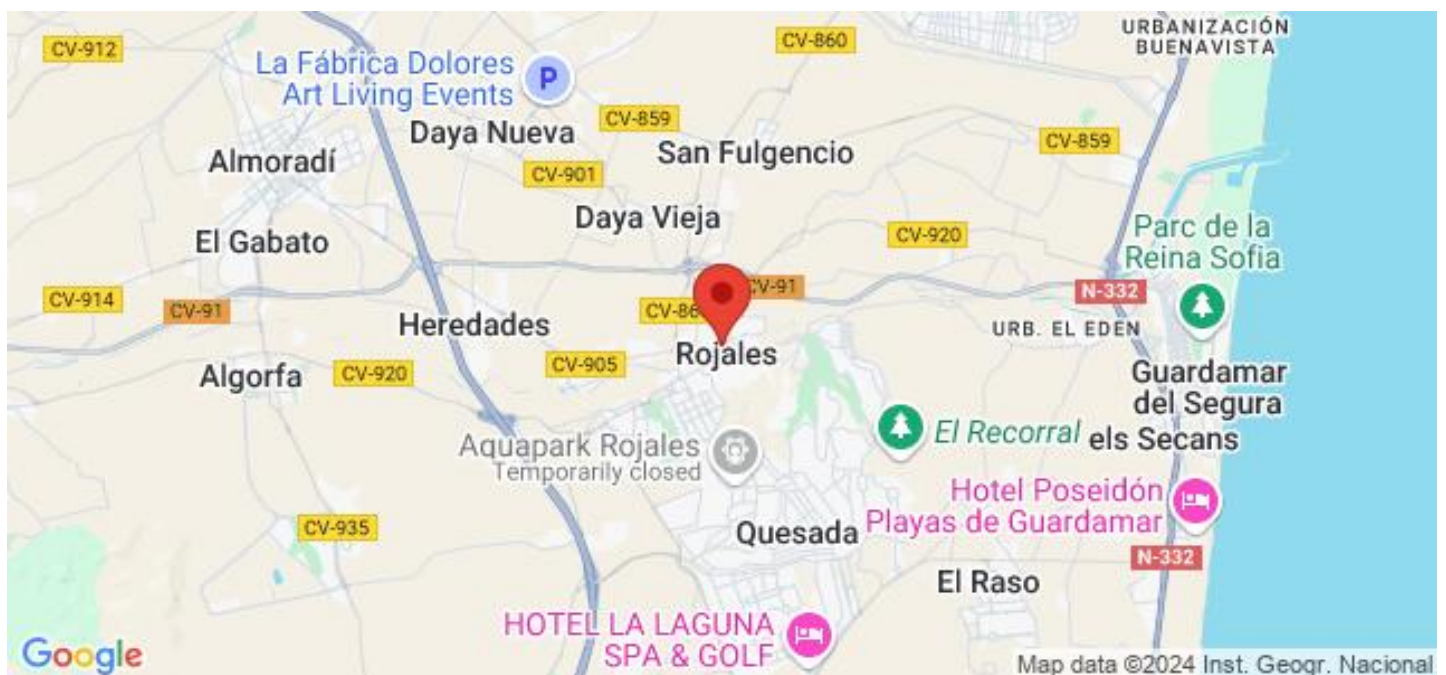 URBANIZACIÓN
BUENAVISTA
CV-912
CV-860
La Fábrica Dolores
Art Living Events
P
CV-859
Daya Nueva
CV-859
Almoradí
San Fulgencio
CV-901
Daya Vieja
Parc de la
Reina Sofia
El Gabato
CV-920
CV-914
CV-91
CV-86
CV-91
N-332
Heredades
URB. EL EDEN
Rojales
CV-905
Algorfa
CV-920
Guardamar
del Segura
El Recorral
els Secans
Aquapark Rojales
Temporarily closed
Hotel Poseidón
Playas de Guardamar
CV-935
Quesada
N-332
El Raso
HOTEL LA LAGUNA
SPA & GOLF
Google
Map data ©2024 Inst. Geogr. Nacional